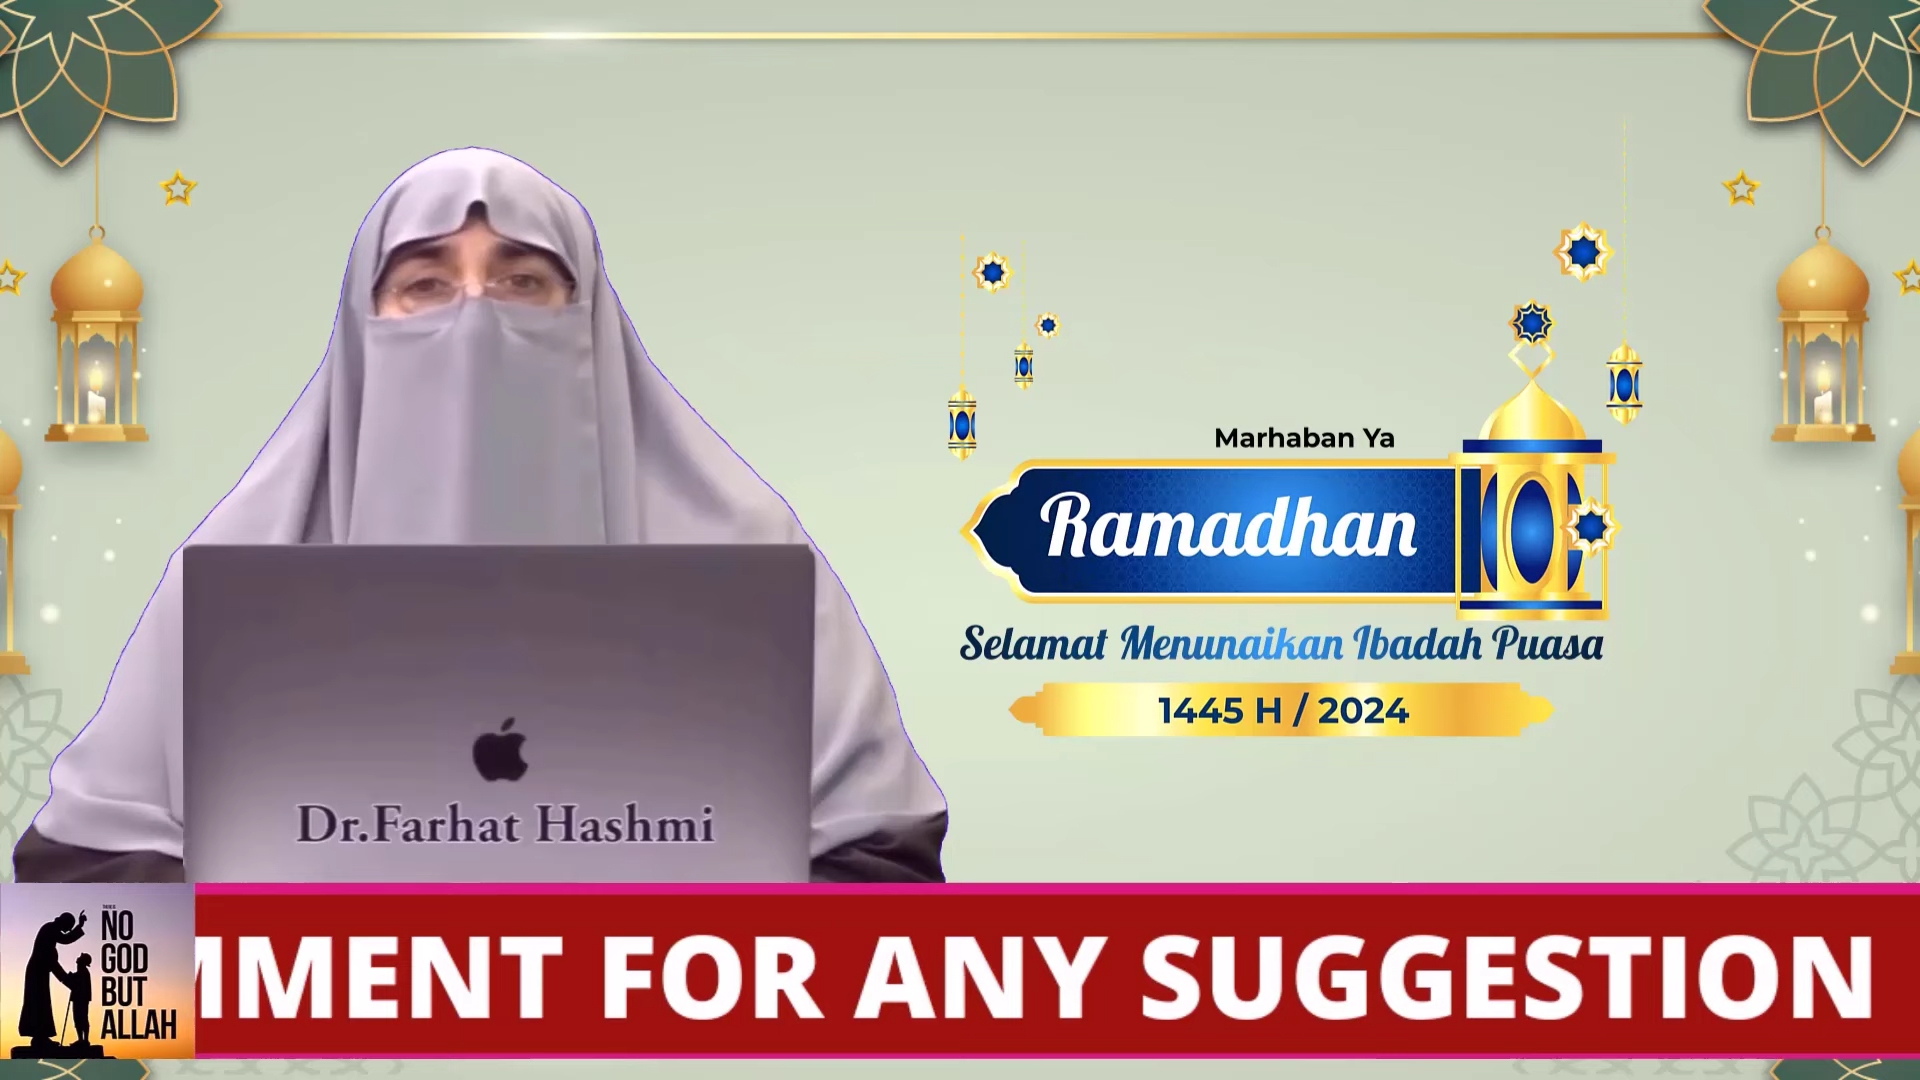 Marhaban Ya
Ramadhan
Selamat Menunaikan Ibadah Puasa
1445 H / 2024
Dr.Farhat Hashmi
NO
GOD
BUT
ALLAH
MMENT FOR ANY SUGGESTION